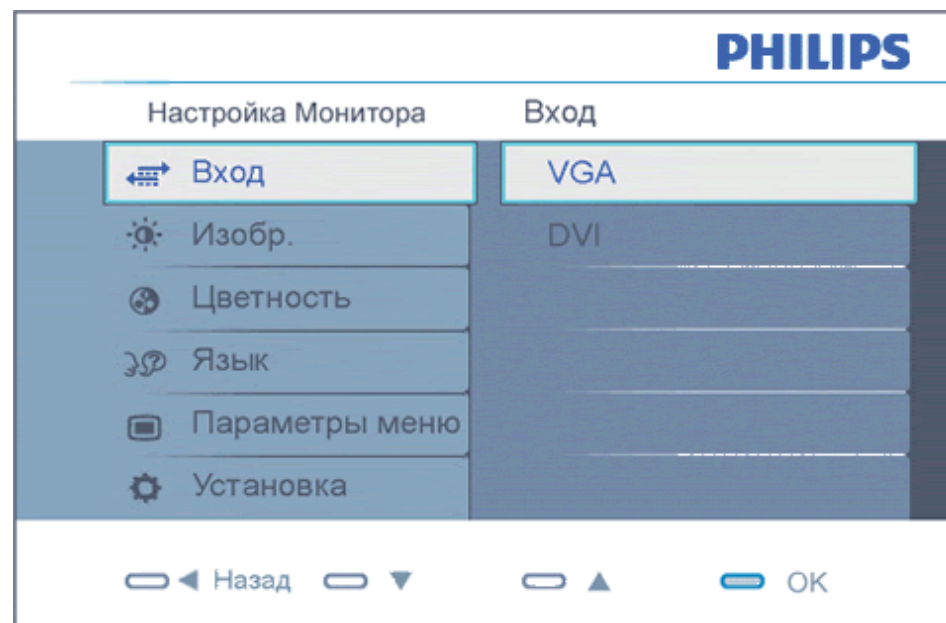 PHILIPS
Настройка Монитора
Вход
Вход
VGA
Изобр.
DVI
Цветность
Язык
Параметры меню
Установка
Назад
OK